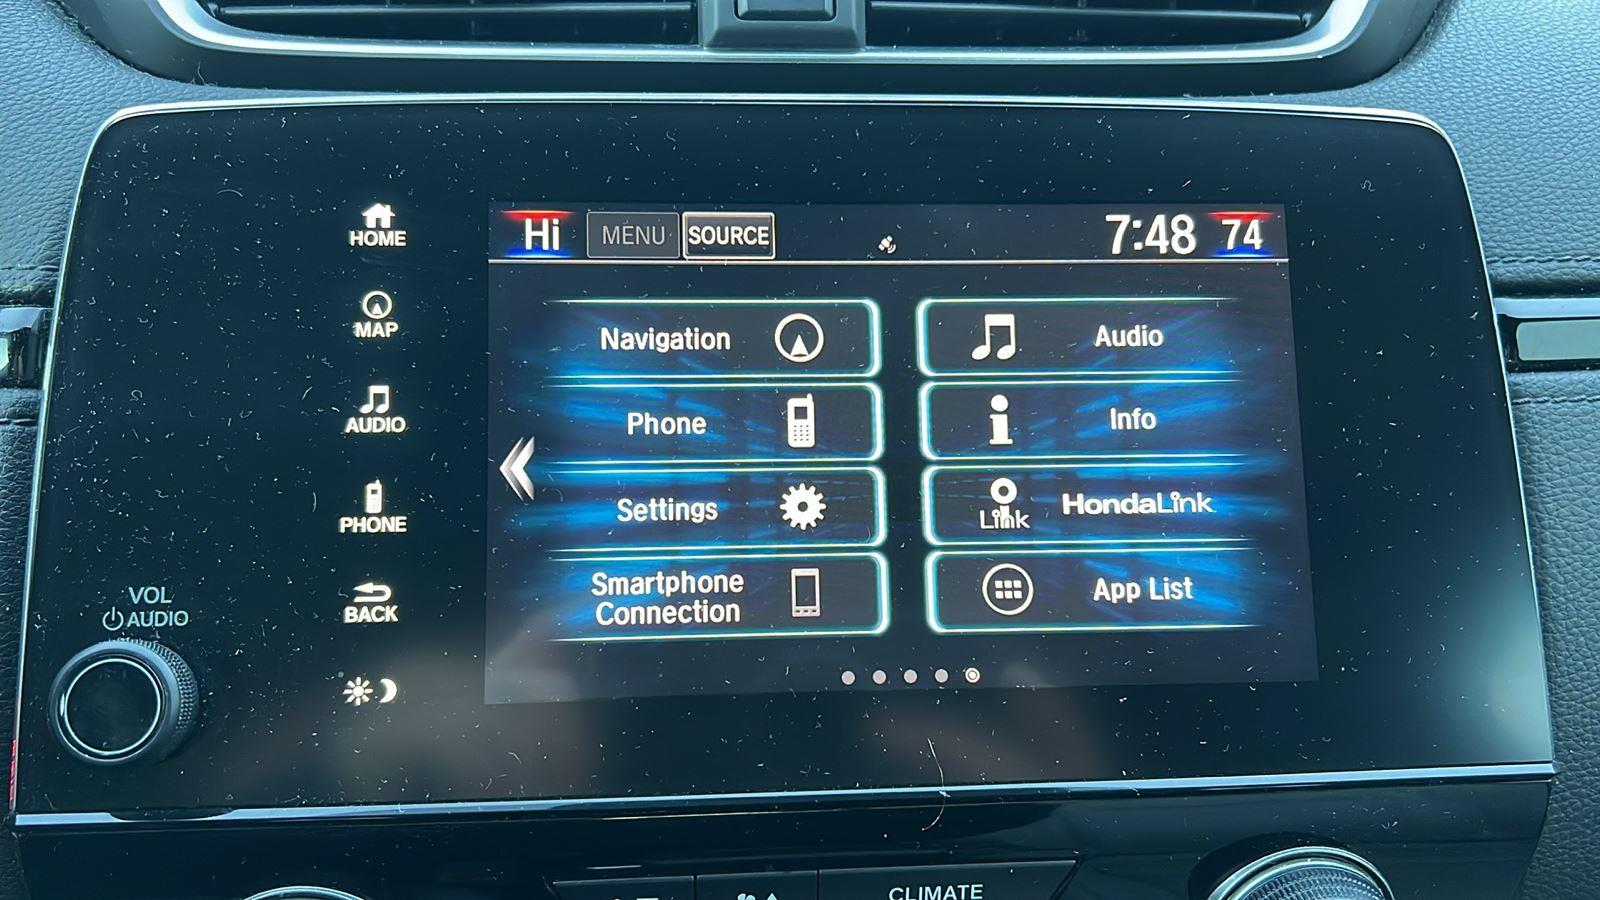 HOME
MAP
AUDIO
PHONE
BACK
VOL
AUDIO
Hi MENU SOURCE 7:48 74
Navigation
Audio
Phone
Info
Settings
Link HondaLink
Smartphone
Connection
App List
CLIMATE